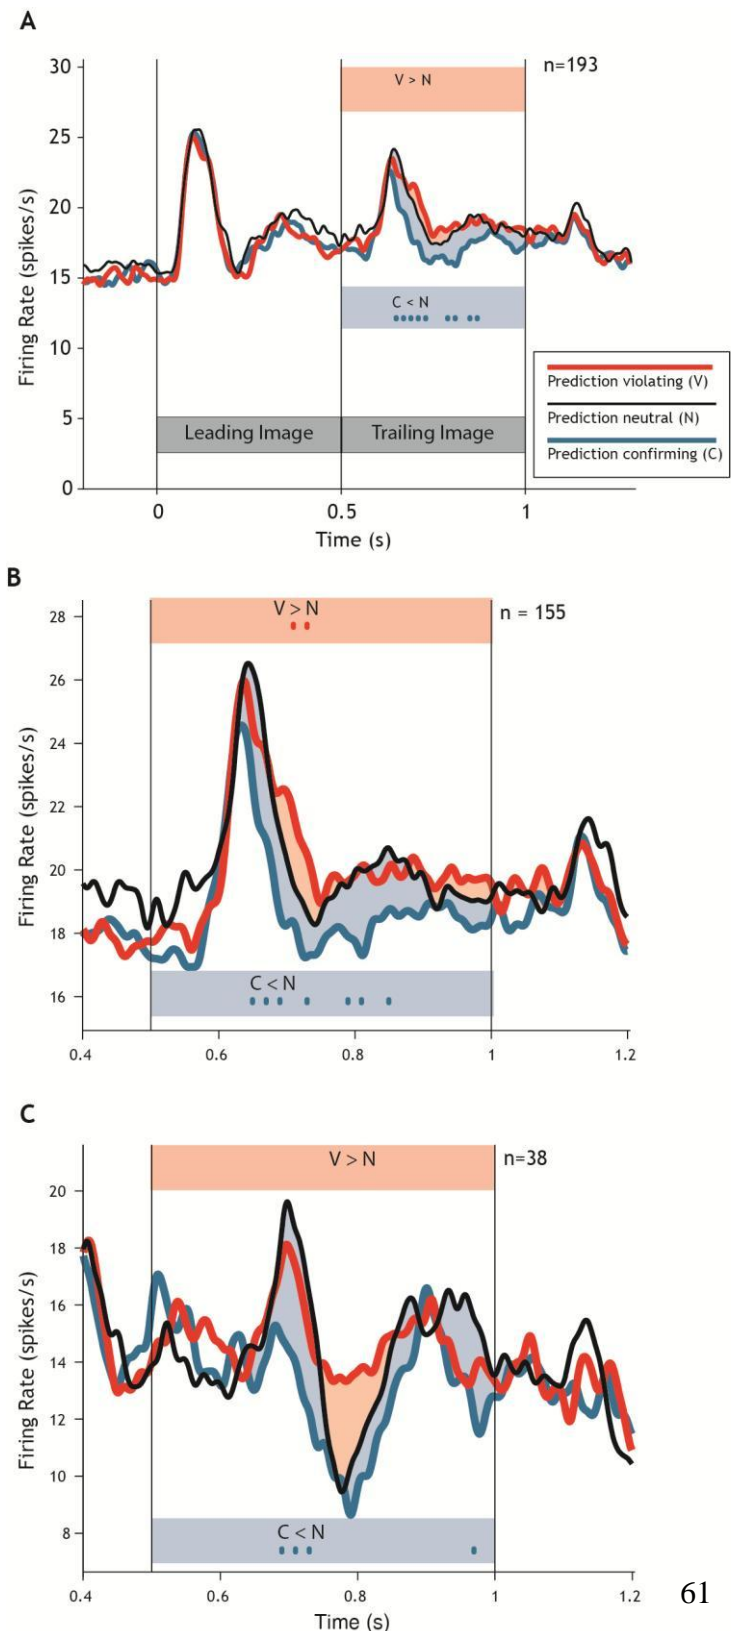 A
n=193
30
25
20
15
10
5
0
Firing Rate (spikes/s)
V > N
C < N
Leading Image
Trailing Image
0
0.5
1
Time (s)
Prediction violating (V)
Prediction neutral (N)
Prediction confirming (C)
B
n = 155
28
26
24
22
20
18
16
Firing Rate (spikes/s)
V > N
C < N
0.4
0.6
0.8
1
1.2
C
n=38
20
18
16
14
12
10
8
Firing Rate (spikes/s)
V > N
C < N
0.4
0.6
0.8
1
1.2
Time (s)
61